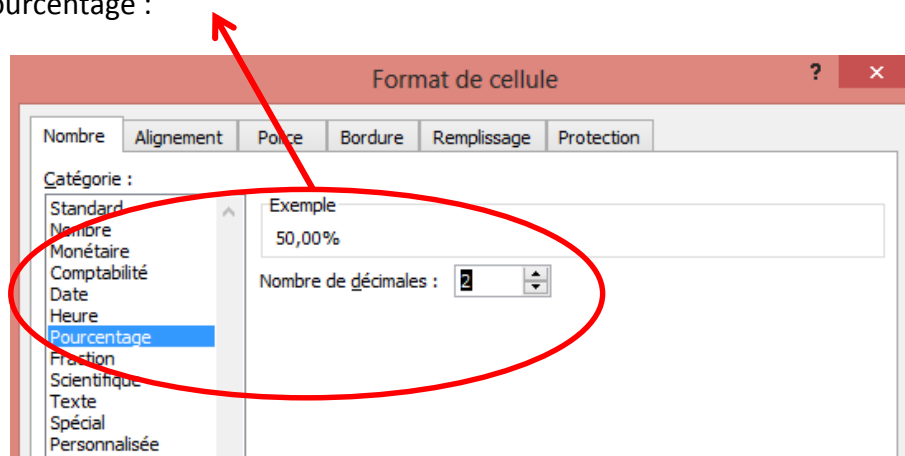 ourcentage :
Format de cellule
? ×
Nombre Alignement Police Bordure Remplissage Protection
Catégorie :
Standard
Nombre
Monétaire
Comptabilité
Date
Heure
Pourcentage
Fraction
Scientifique
Texte
Spécial
Personnalisée
Exemple
50,00%
Nombre de décimales : 2